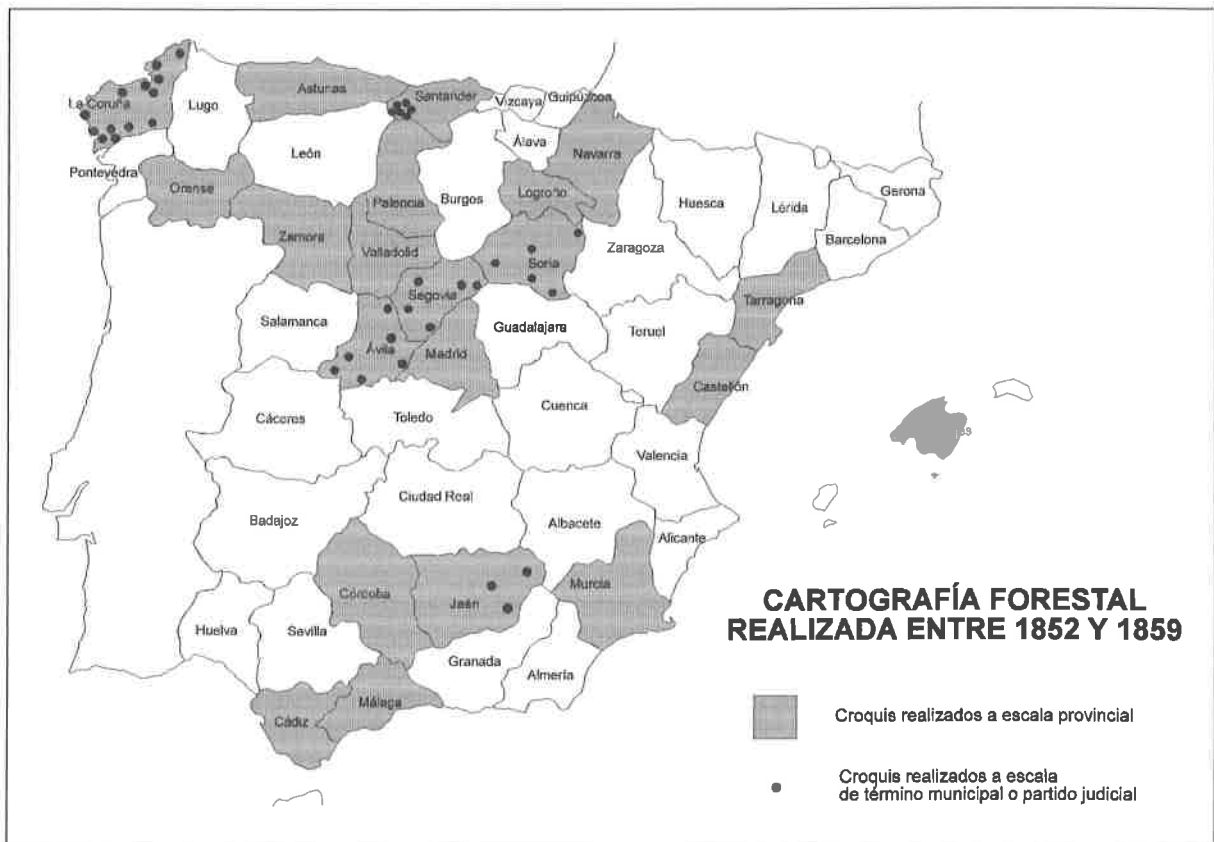 La Coruña
Lugo
Asturias
Santander
Vizcaya
Guipúzcoa
Álava
Navarra
León
Pontevedra
Orense
Palencia
Burgos
Logroño
Huesca
Lérida
Gerona
Barcelona
Zamora
Valladolid
Soria
Zaragoza
Segovia
Tarragona
Salamanca
Guadalajara
Teruel
Ávila
Madrid
Castellón
Cáceres
Toledo
Cuenca
Valencia
Ciudad Real
Badajoz
Albacete
Alicante
Córdoba
Jaén
Murcia
Huelva
Sevilla
Granada
Almería
Málaga
Cádiz
CARTOGRAFÍA FORESTAL
REALIZADA ENTRE 1852 Y 1859
Croquis realizados a escala provincial
Croquis realizados a escala
de término municipal o partido judicial